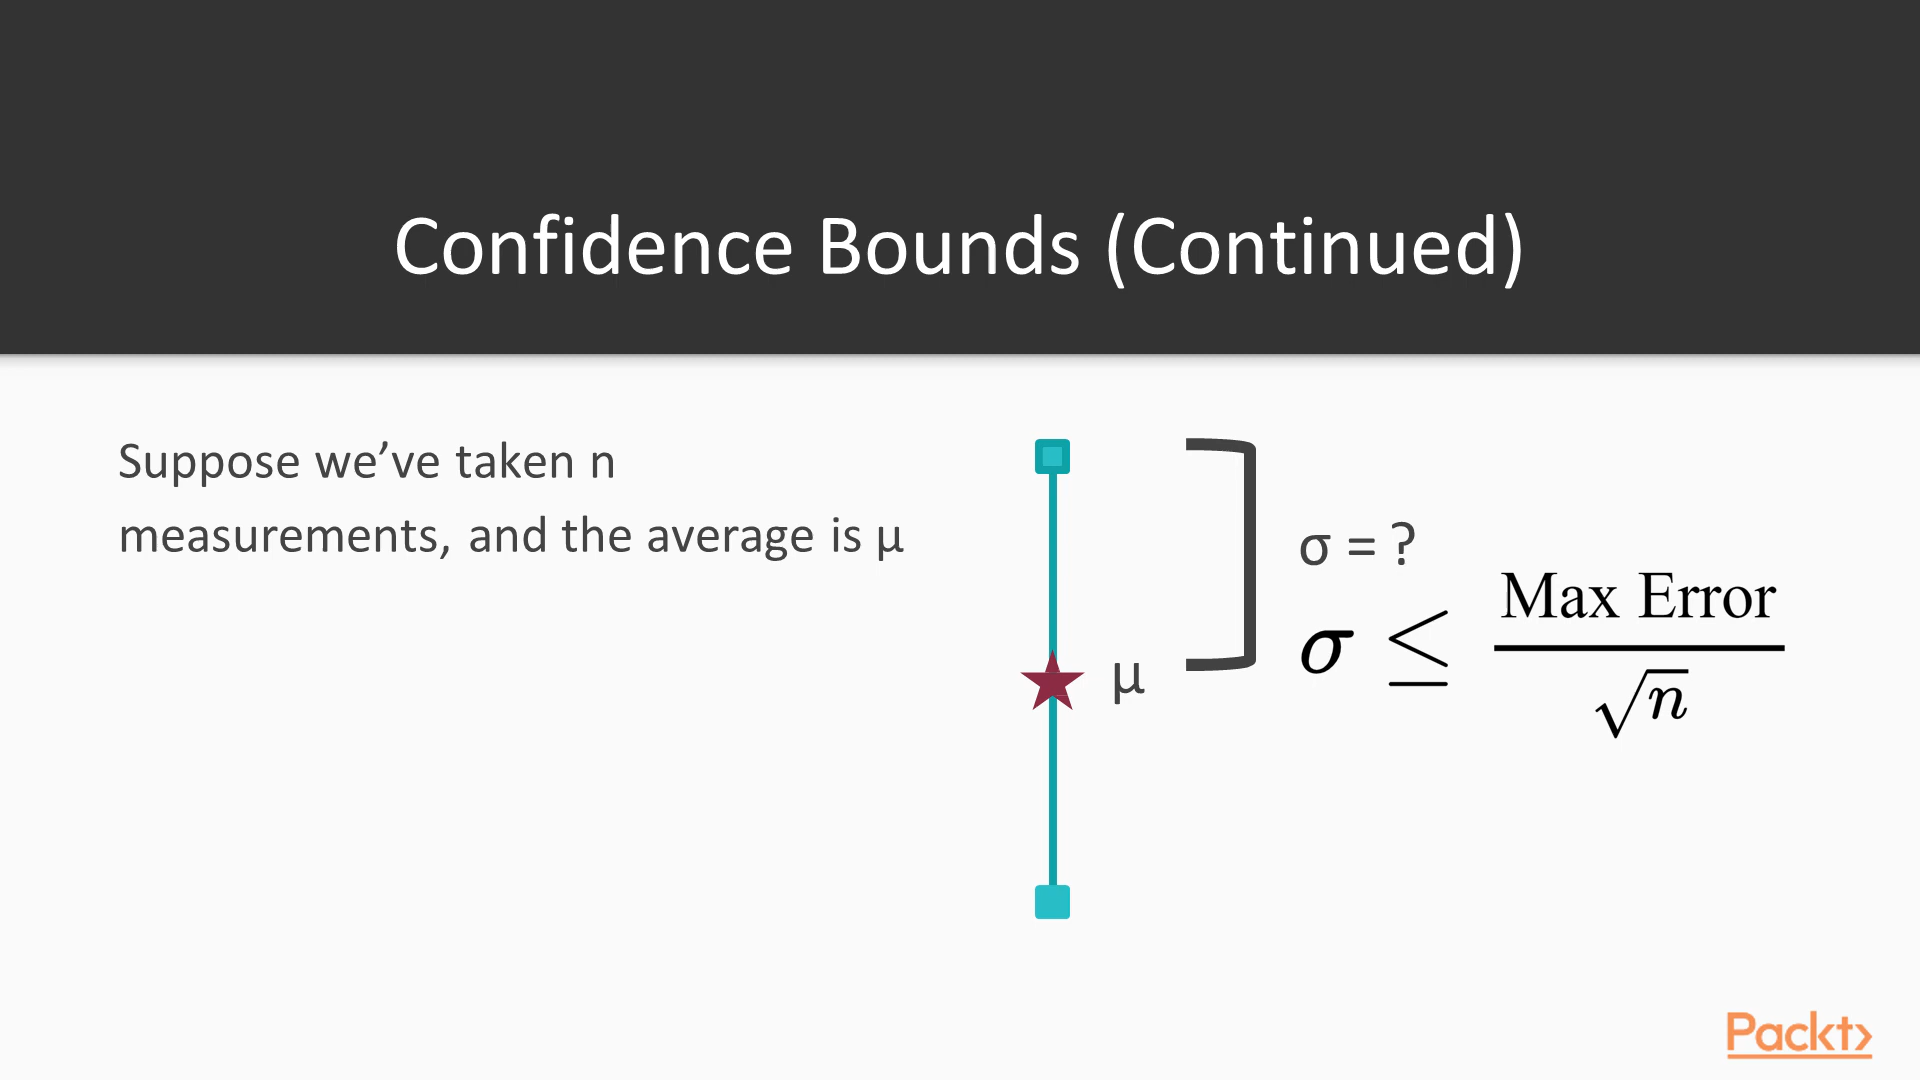 Confidence Bounds (Continued)
Suppose we’ve taken n
measurements, and the average is μ
μ
σ = ?
σ ≤ Max Error / √n
Packt>